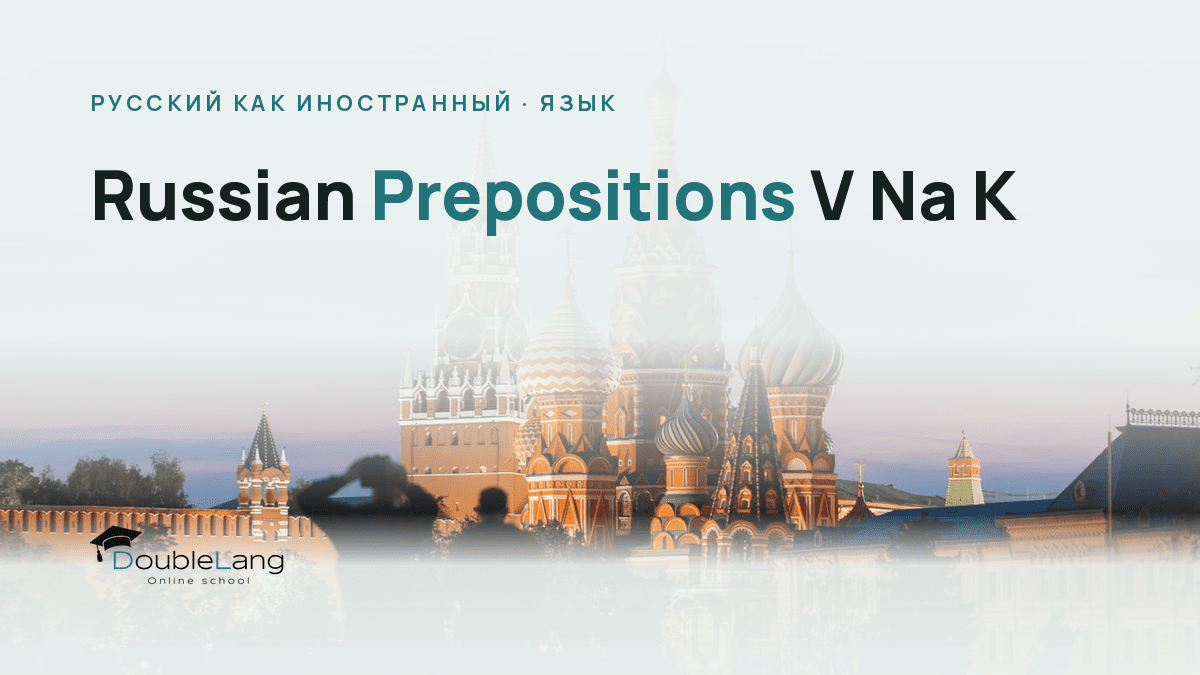 РУССКИЙ КАК ИНОСТРАННЫЙ · ЯЗЫК
Russian Prepositions V Na K
DoubleLang
Online school